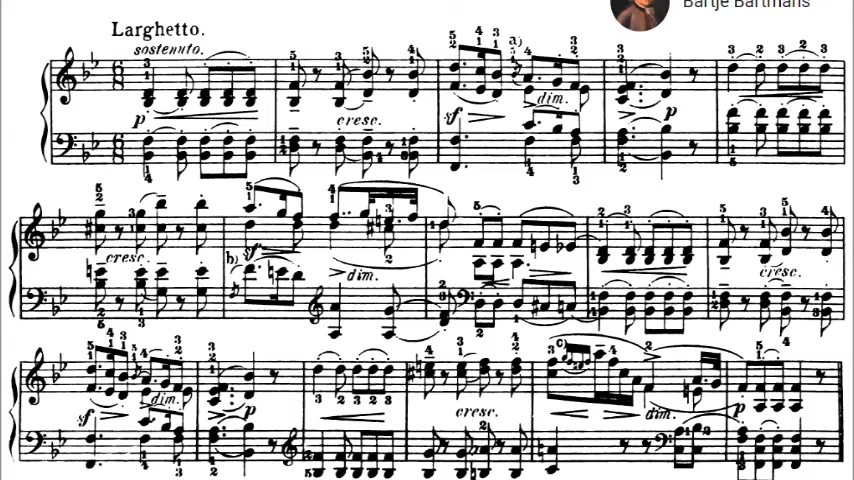 Bartje Bartmans
Larghetto.
sostenuto.
a)
p cresc. sf dim. p
cresc. b) sf dim. cresc.
sf dim. p cresc. c) dim. p